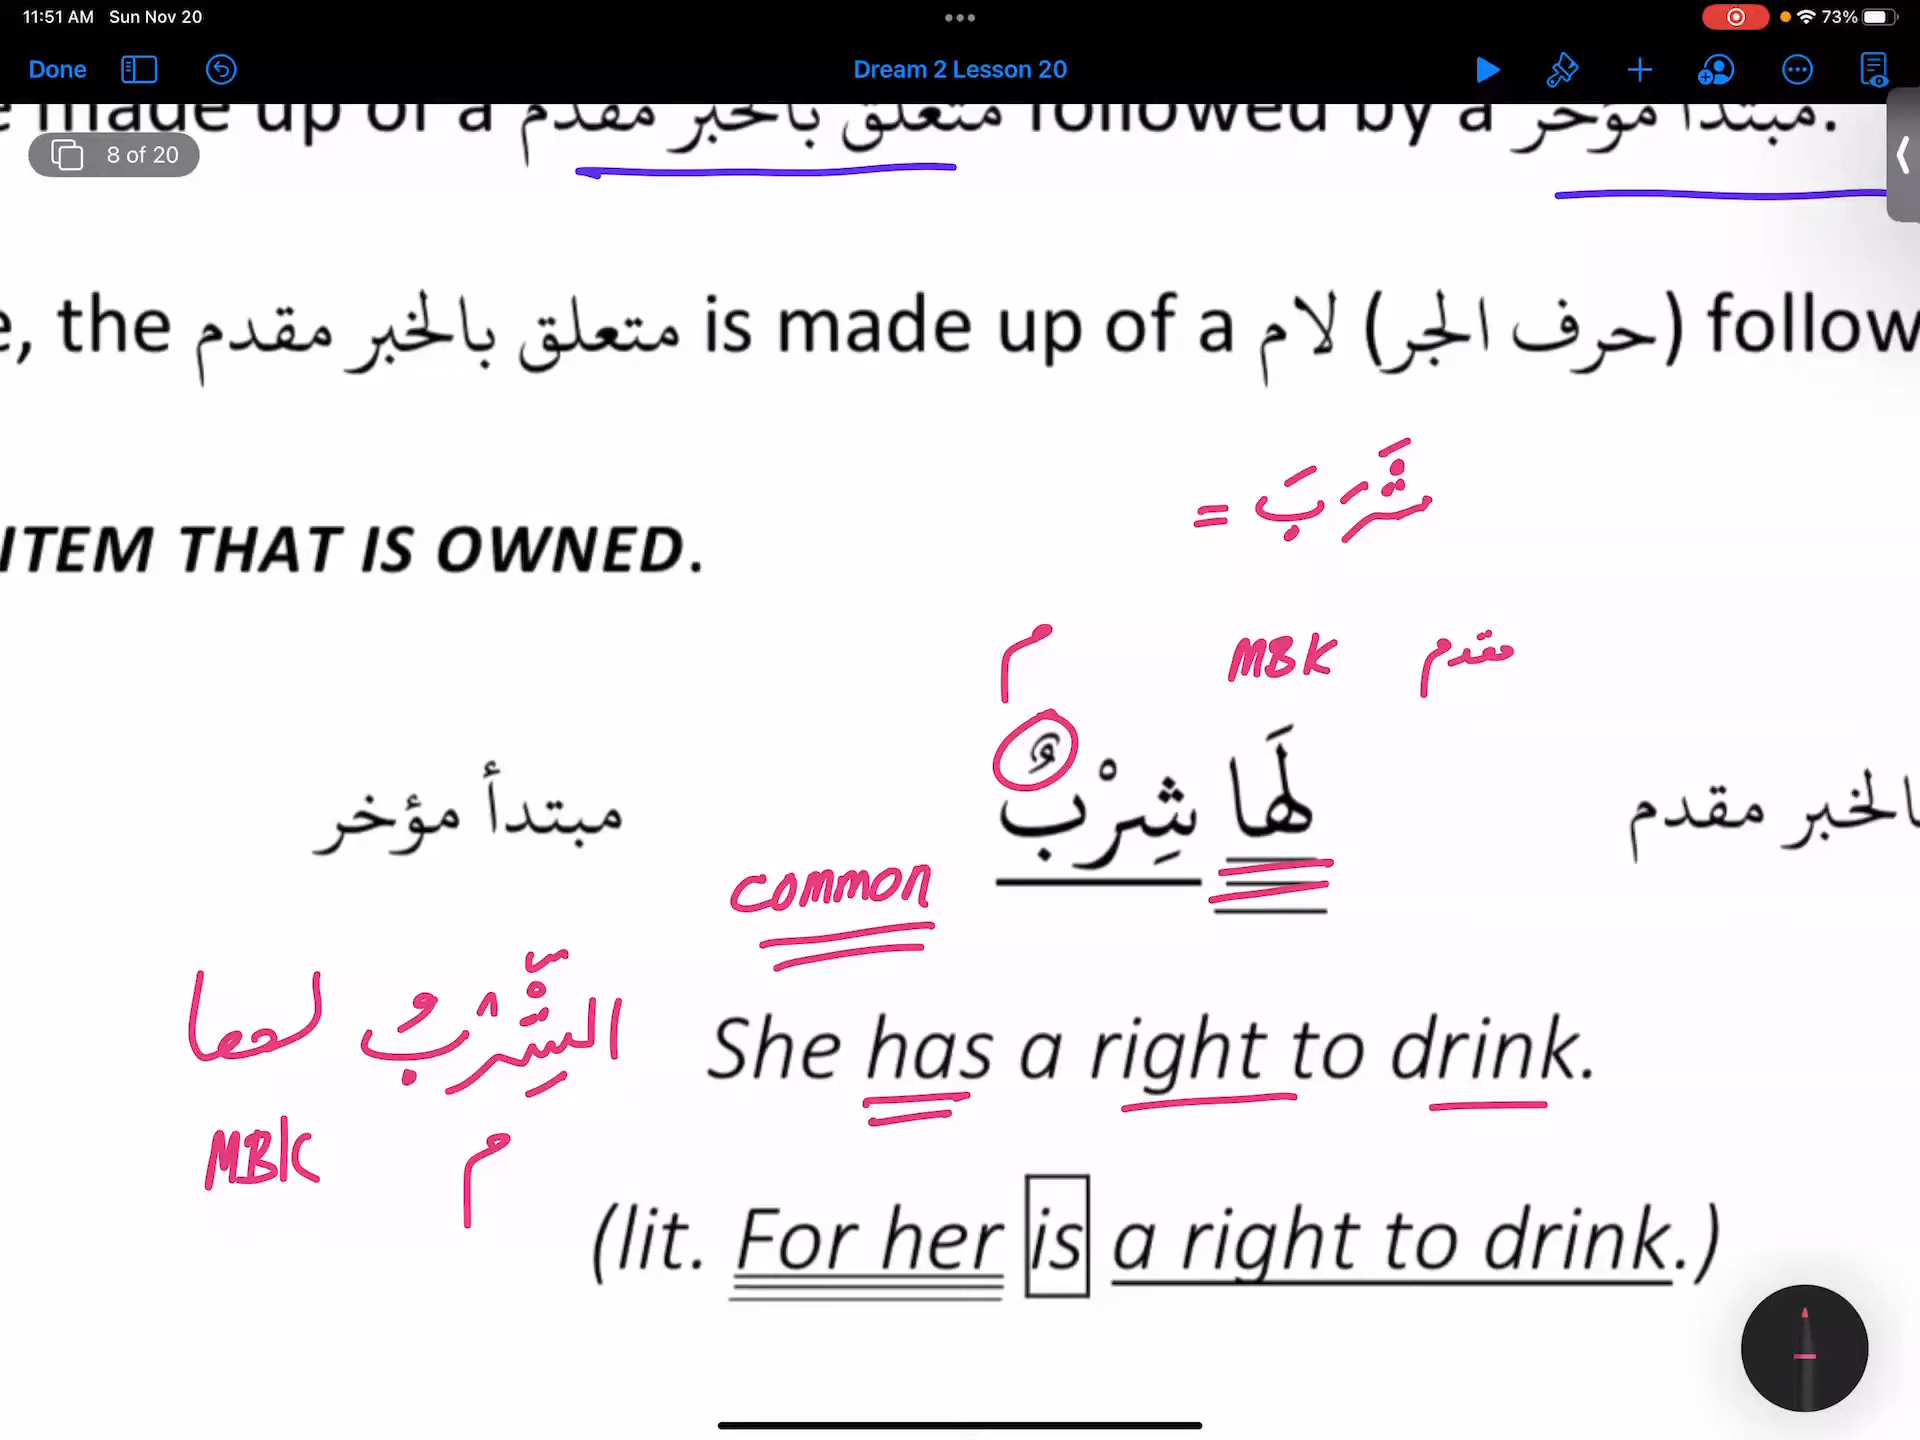 11:51 AM Sun Nov 20
73%
Done
Dream 2 Lesson 20
made up of a متعلق بالخبر مقدم followed by a مبتدأ مؤخر.
8 of 20
e, the متعلق بالخبر مقدم is made up of a لام (حرف الجر) follow
شَرَبَ =
ITEM THAT IS OWNED.
مقدم MBK م
الخبر مقدم
لَها شِرْبٌ
مبتدأ مؤخر
common
الشِّرْبُ لها
She has a right to drink.
م MBK
(lit. For her is a right to drink.)